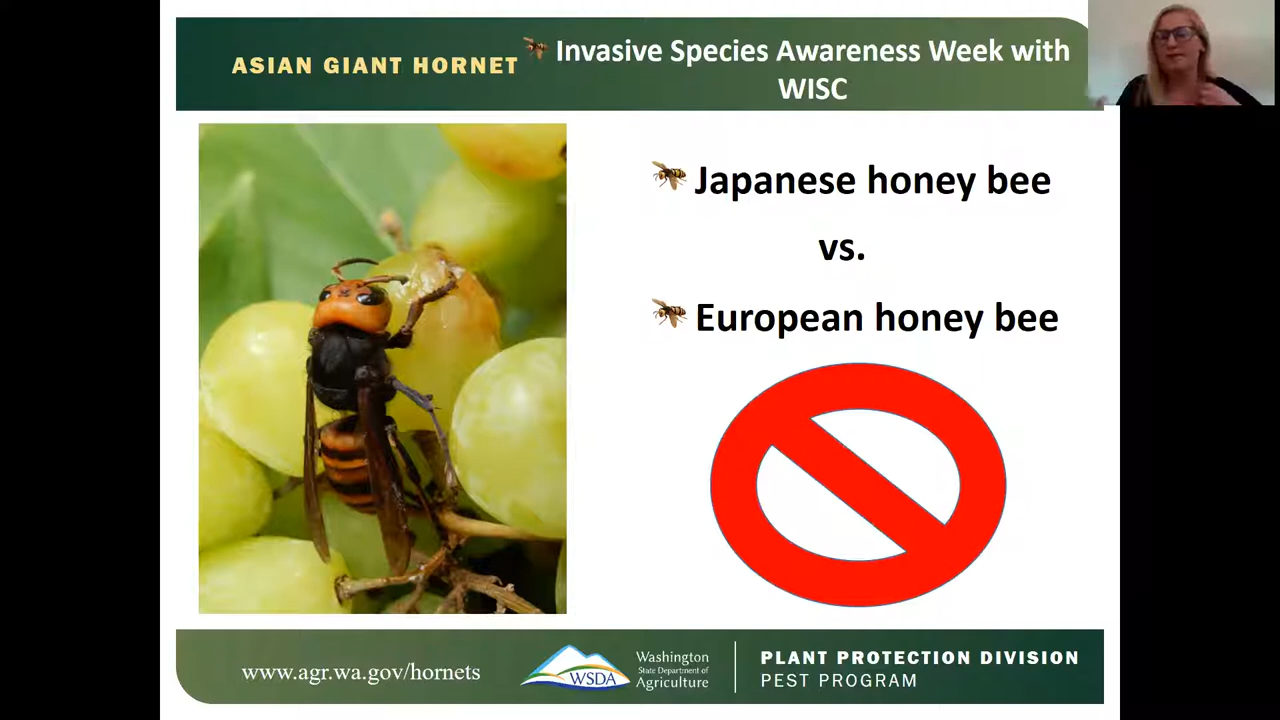 ASIAN GIANT HORNET
Invasive Species Awareness Week with
WISC
Japanese honey bee
vs.
European honey bee
www.agr.wa.gov/hornets
WSDA
Washington
State Department of
Agriculture
PLANT PROTECTION DIVISION
PEST PROGRAM